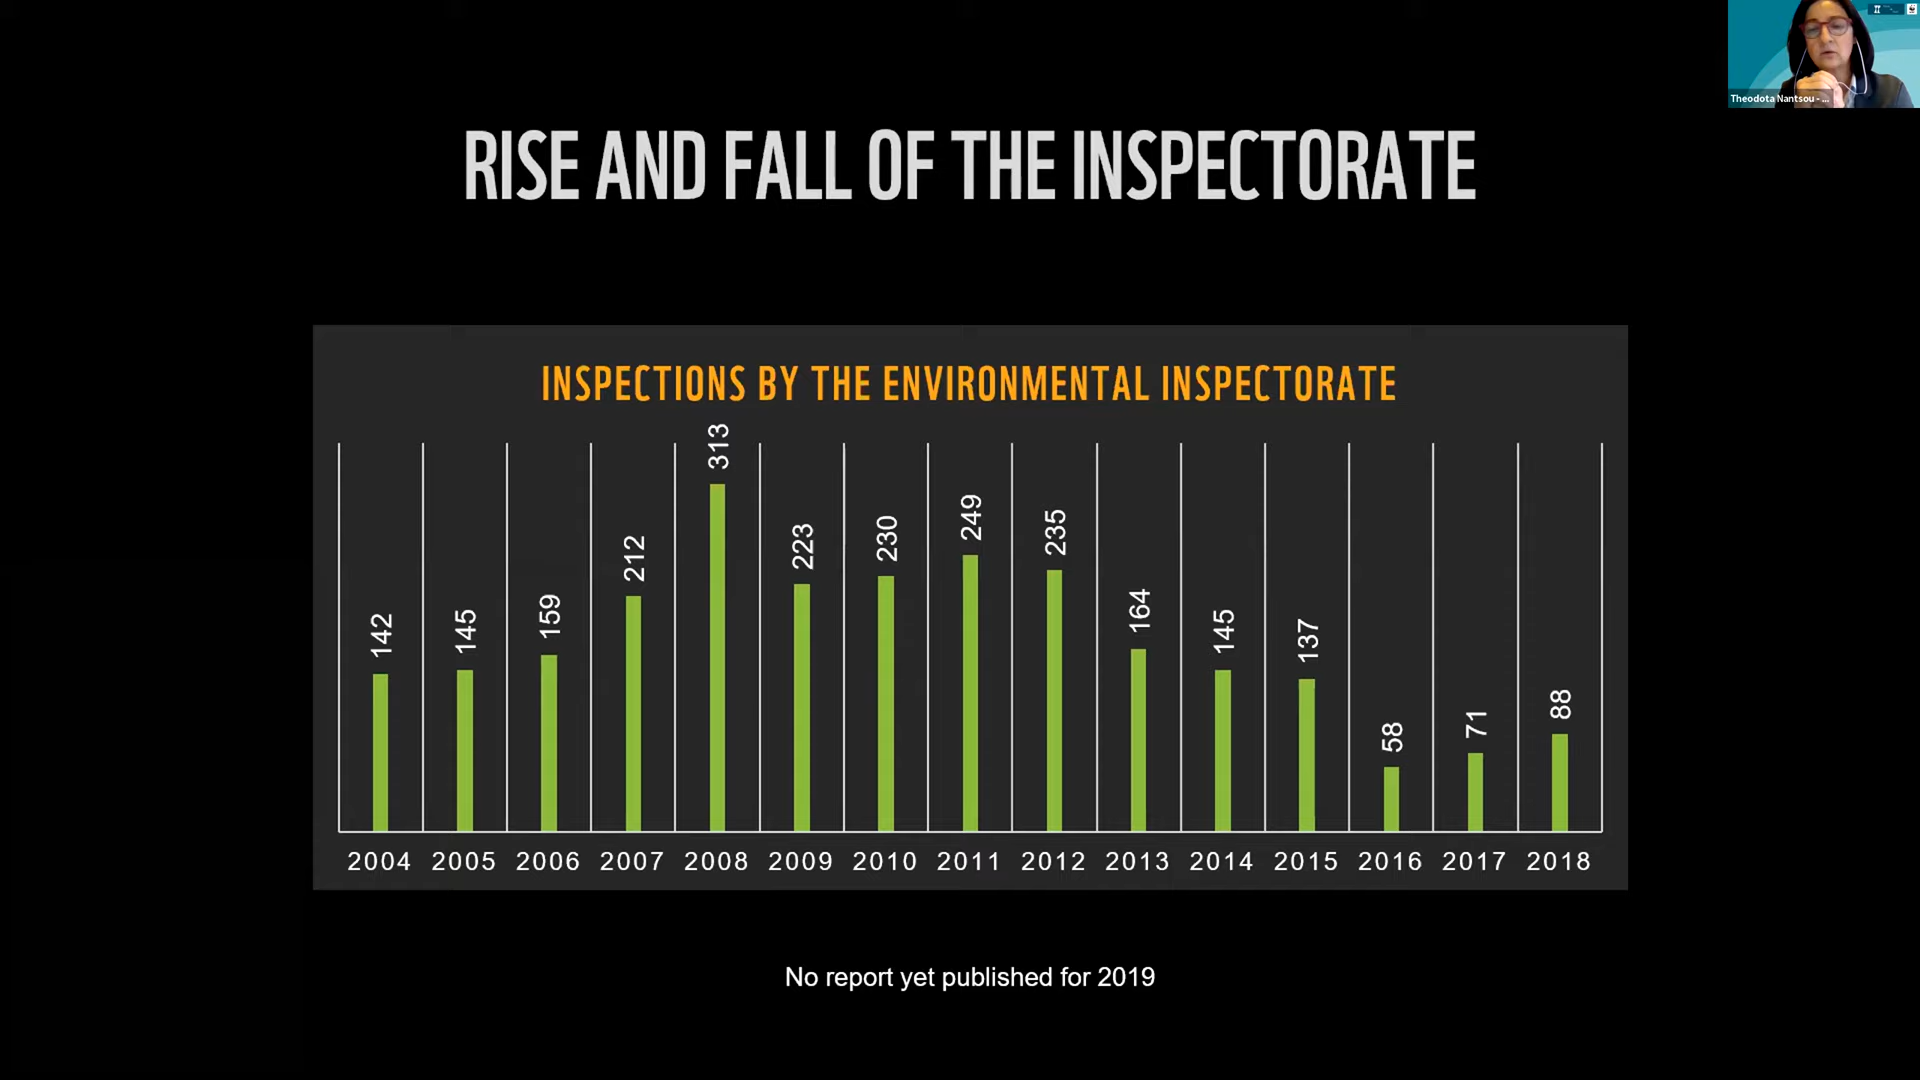 Theodota Nantsou - ...
RISE AND FALL OF THE INSPECTORATE
INSPECTIONS BY THE ENVIRONMENTAL INSPECTORATE
142 145 159 212 313 223 230 249 235 164 145 137 58 71 88
2004 2005 2006 2007 2008 2009 2010 2011 2012 2013 2014 2015 2016 2017 2018
No report yet published for 2019